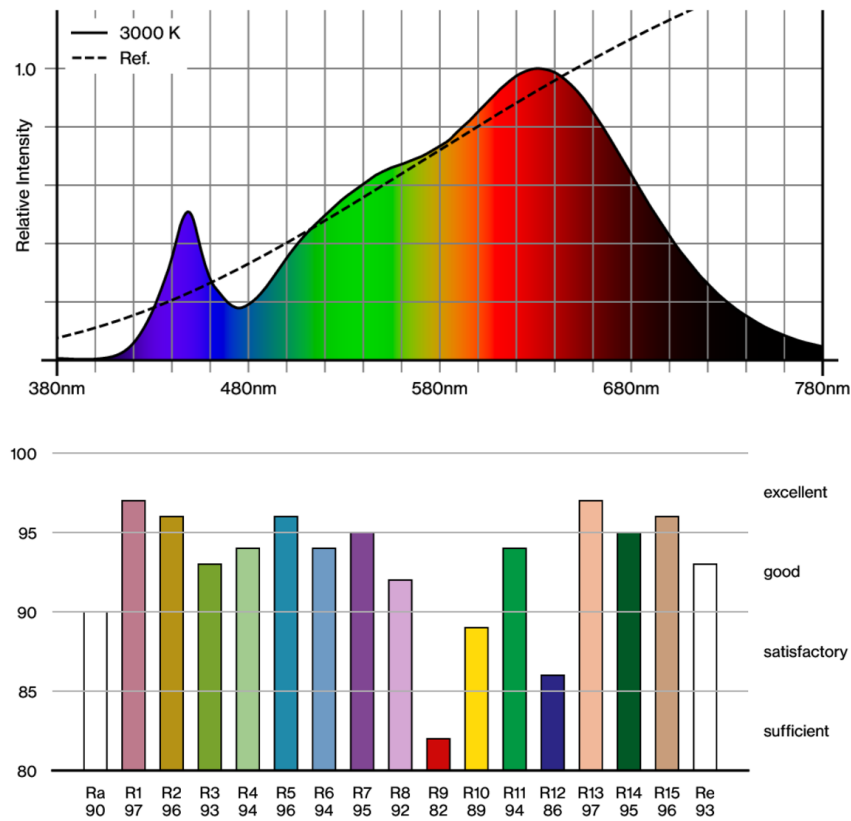 3000 K
Ref.
1.0
Relative Intensity
380nm 480nm 580nm 680nm 780nm
100
excellent
95
good
90
satisfactory
85
sufficient
80
Ra R1 R2 R3 R4 R5 R6 R7 R8 R9 R10 R11 R12 R13 R14 R15 Re
90 97 96 93 94 96 94 95 92 82 89 94 86 97 95 96 93